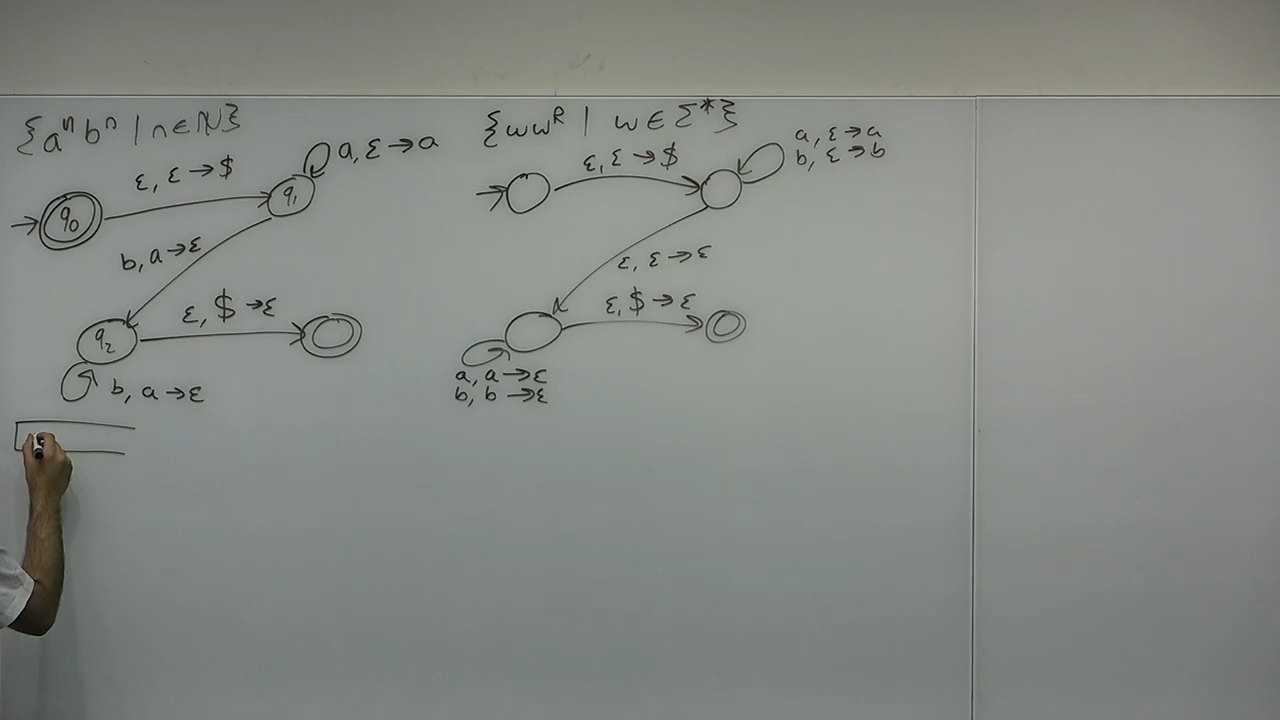 {aⁿbⁿ | n∈ℕ}
ε, ε→$
a, ε→a
q₀
q₁
b, a→ε
ε, $→ε
q₂
b, a→ε
{wwᴿ | w∈Σ*}
ε, ε→$
a, ε→a
b, ε→b
ε, ε→ε
ε, $→ε
a, a→ε
b, b→ε